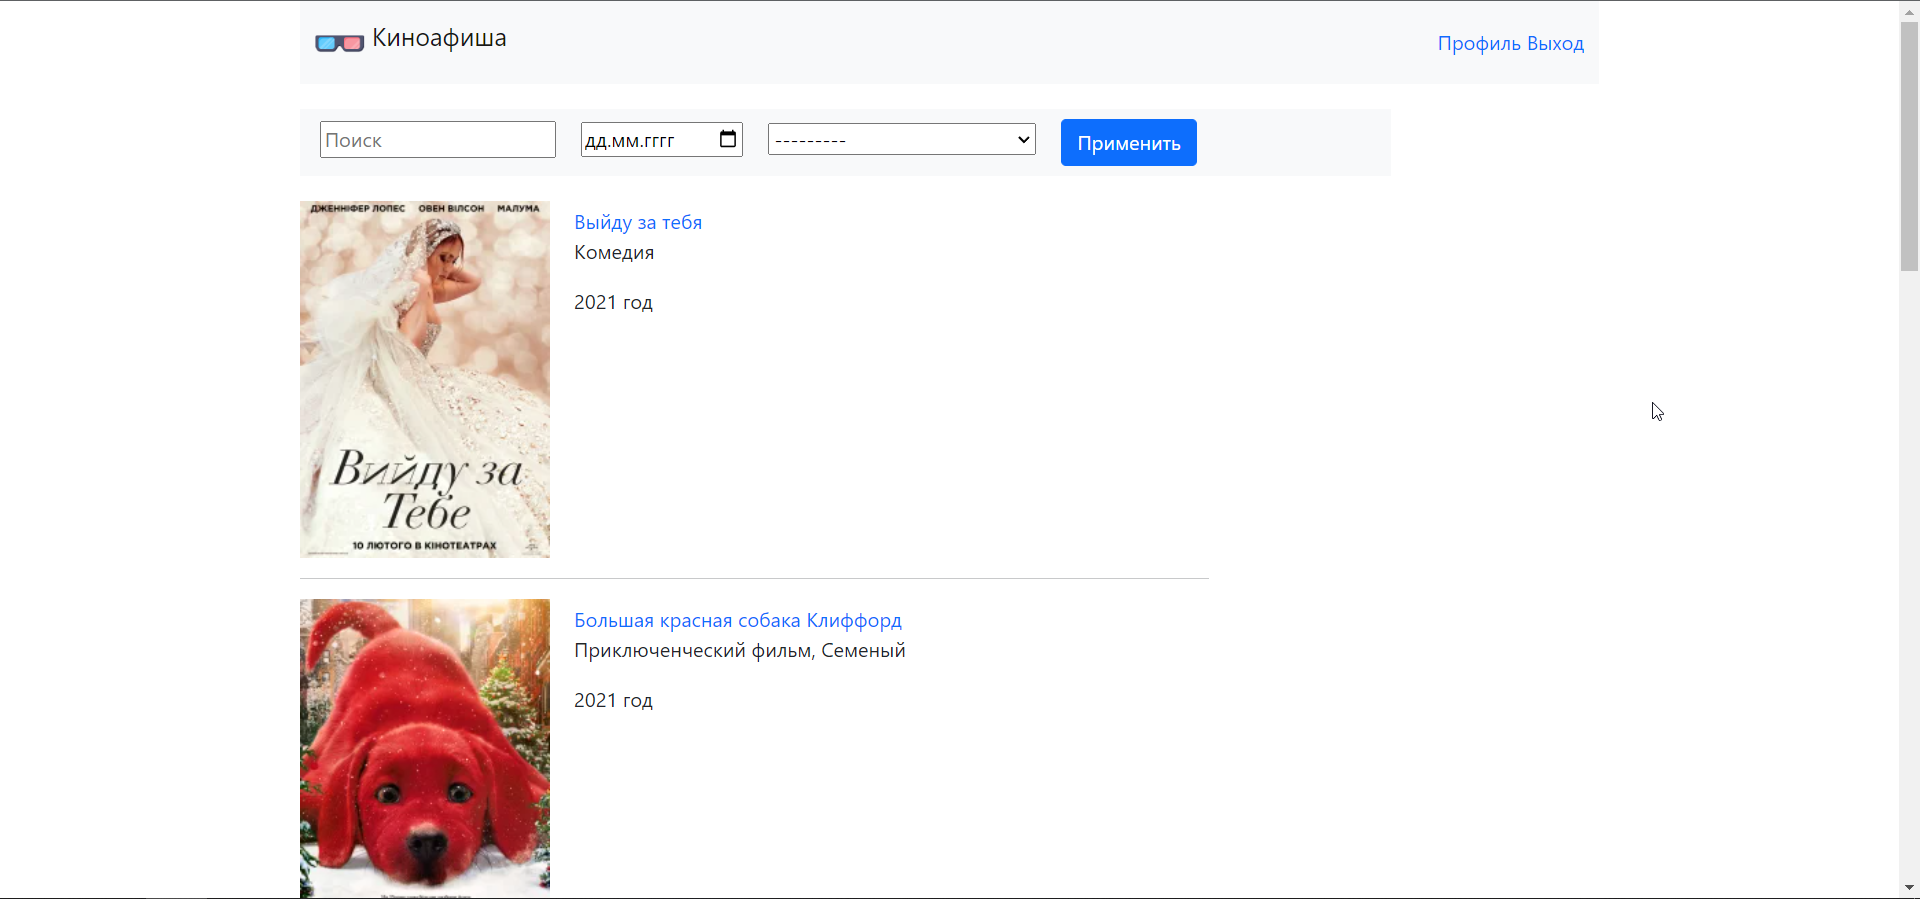 Киноафиша
Профиль Выход
Поиск
дд.мм.гггг
---------
Применить
ДЖЕННІФЕР ЛОПЕС ОВЕН ВІЛСОН МАЛУМА
Вийду за
Тебе
10 ЛЮТОГО В КІНОТЕАТРАХ
Выйду за тебя
Комедия
2021 год
Большая красная собака Клиффорд
Приключенческий фильм, Семеный
2021 год